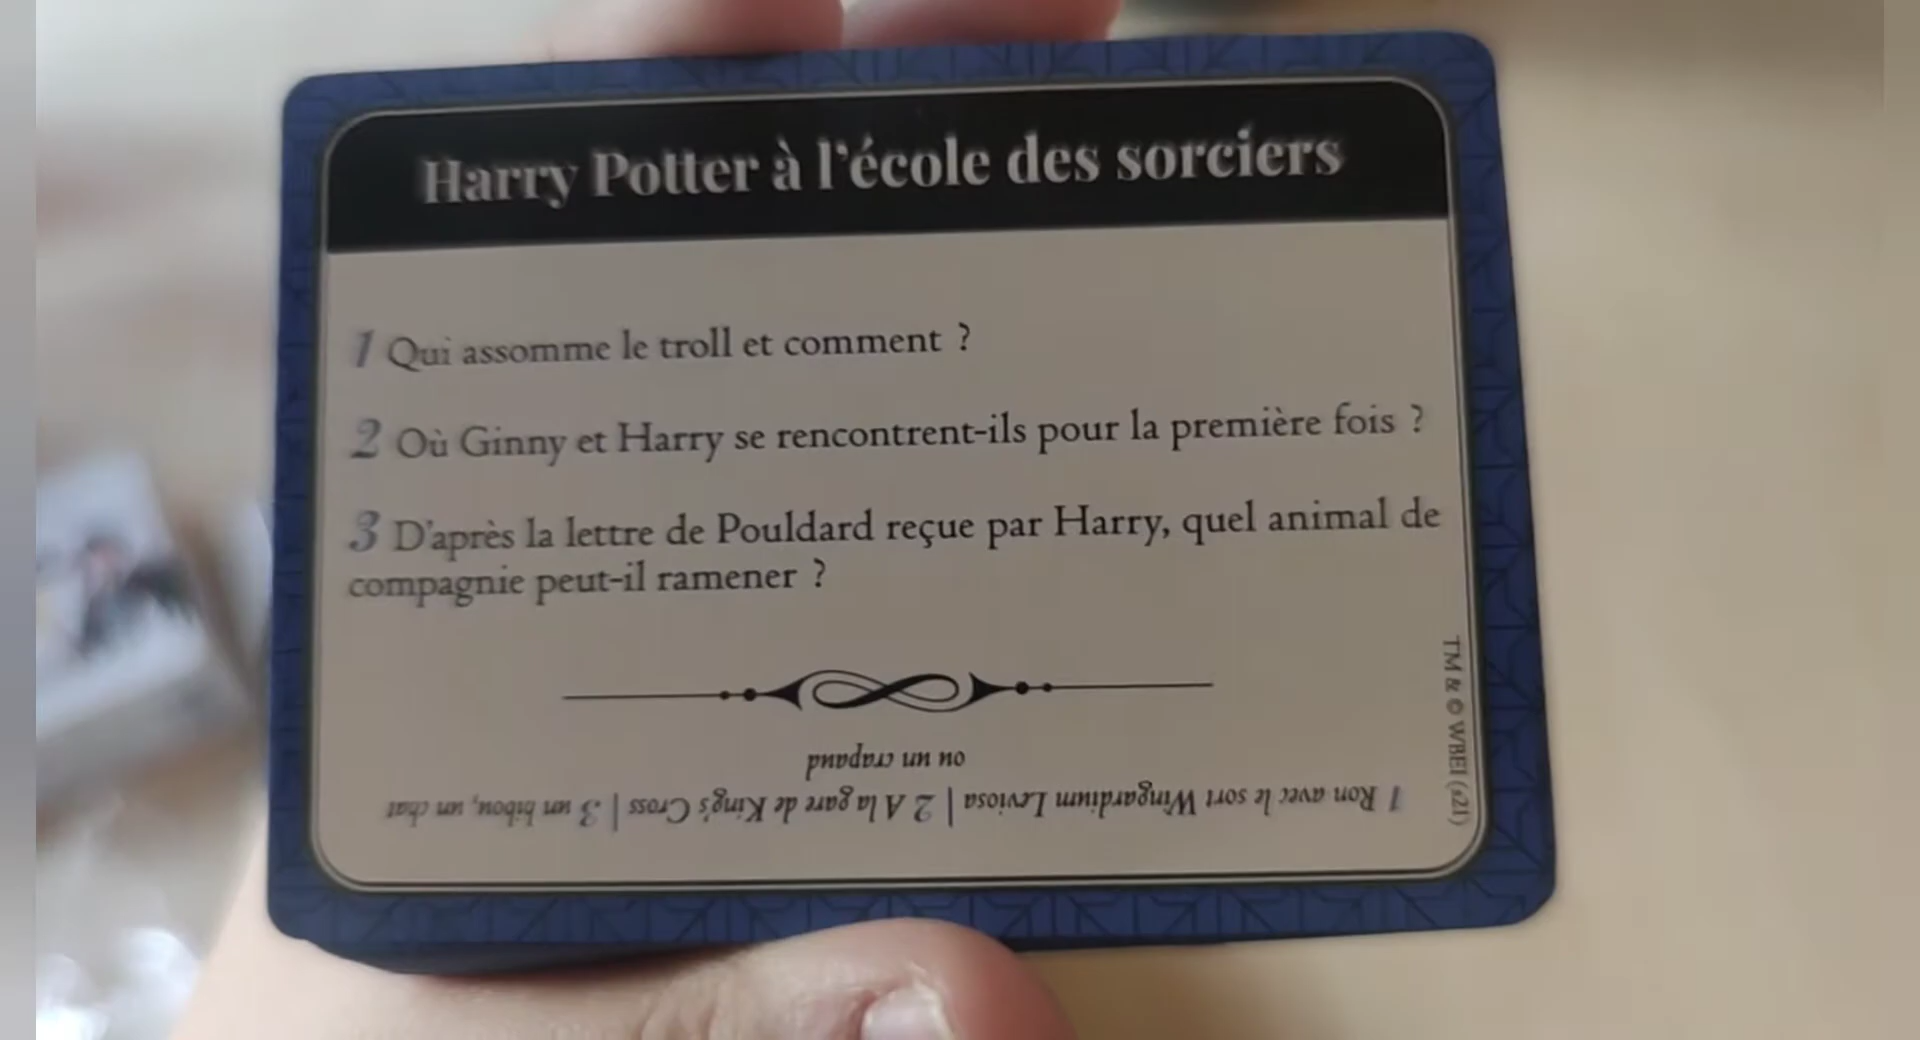 Harry Potter à l'école des sorciers
1 Qui assomme le troll et comment ?
2 Où Ginny et Harry se rencontrent-ils pour la première fois ?
3 D'après la lettre de Pouldard reçue par Harry, quel animal de
compagnie peut-il ramener ?
TM & © WBEI (s21)
1 Ron avec le sort Wingardium Leviosa | 2 A la gare de King's Cross | 3 un hibou, un chat
ou un crapaud